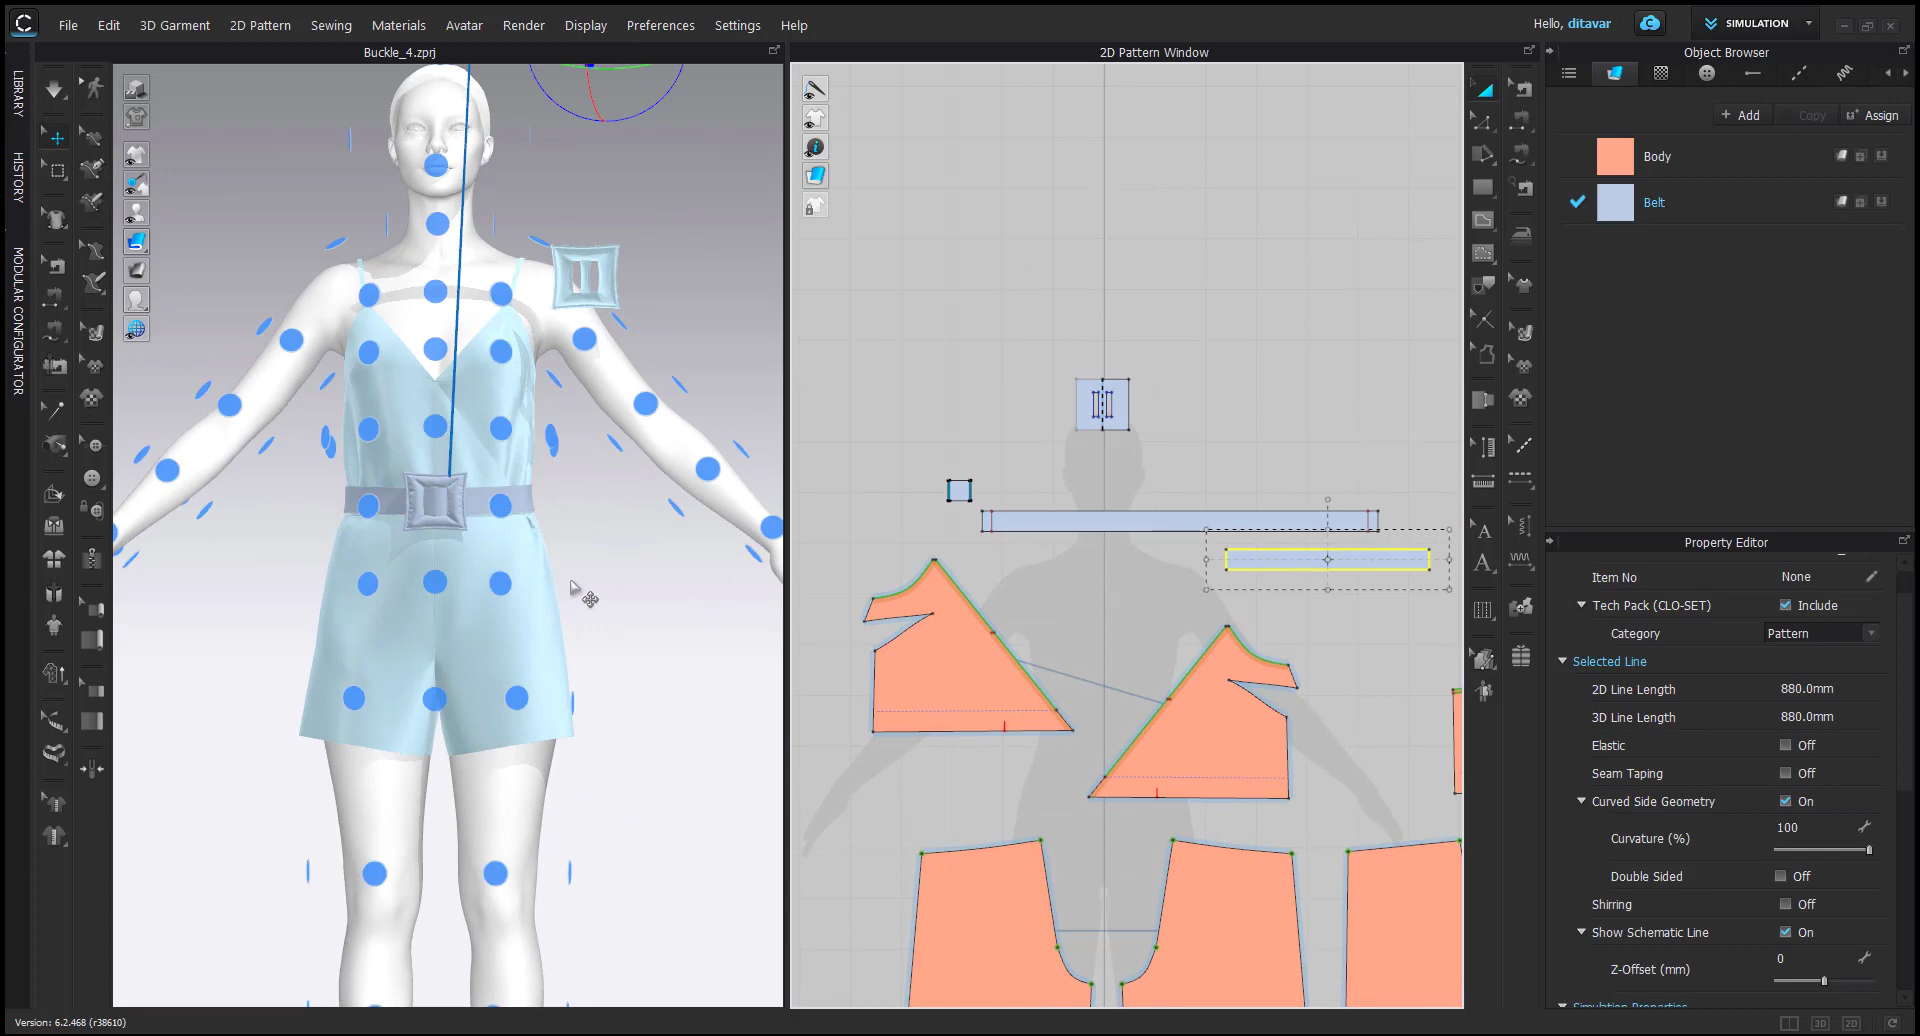 File Edit 3D Garment 2D Pattern Sewing Materials Avatar Render Display Preferences Settings Help
Hello, ditavar
SIMULATION
Buckle_4.zprj
2D Pattern Window
Object Browser
LIBRARY
HISTORY
MODULAR CONFIGURATOR
+ Add
Copy
Assign
Body
Belt
Property Editor
Item No None
Tech Pack (CLO-SET) Include
Category Pattern
Selected Line
2D Line Length 880.0mm
3D Line Length 880.0mm
Elastic Off
Seam Taping Off
Curved Side Geometry On
Curvature (%) 100
Double Sided Off
Shirring Off
Show Schematic Line On
Z-Offset (mm) 0
Simulation Properties
Version: 6.2.468 (r38610)
3D
2D